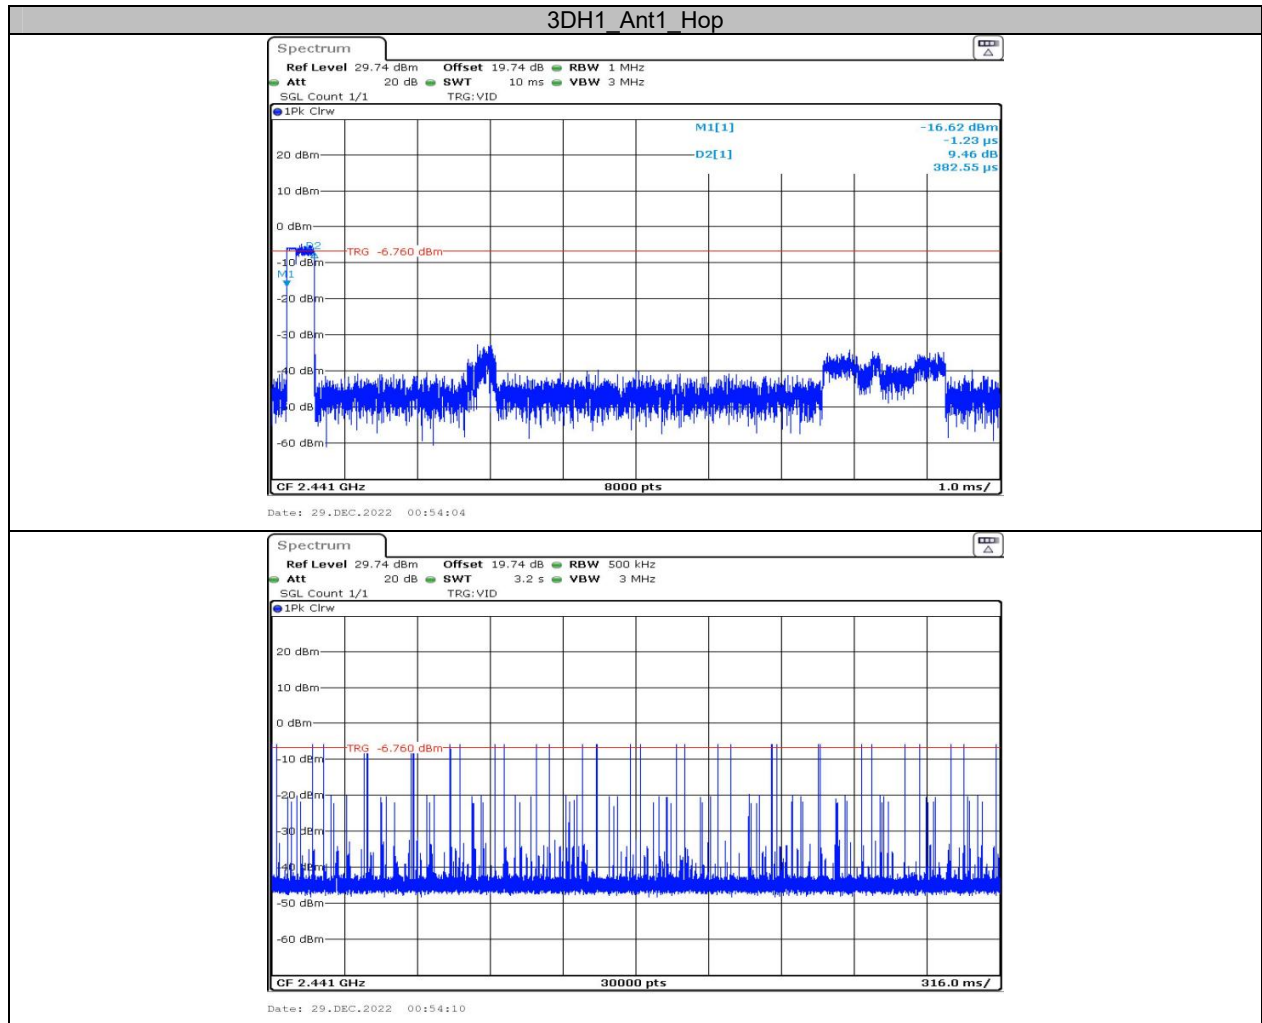 3DH1_Ant1_Hop
Spectrum
Ref Level 29.74 dBm Offset 19.74 dB RBW 1 MHz
Att 20 dB SWT 10 ms VBW 3 MHz
SGL Count 1/1 TRG:VID
1Pk Clrw
M1[1] -16.62 dBm
-1.23 µs
20 dBm D2[1] 9.46 dB
382.55 µs
10 dBm
0 dBm
D2
TRG -6.760 dBm
-10 dBm
M1
-20 dBm
-30 dBm
-40 dBm
-50 dBm
-60 dBm
CF 2.441 GHz 8000 pts 1.0 ms/
Date: 29.DEC.2022 00:54:04
Spectrum
Ref Level 29.74 dBm Offset 19.74 dB RBW 500 kHz
Att 20 dB SWT 3.2 s VBW 3 MHz
SGL Count 1/1 TRG:VID
1Pk Clrw
20 dBm
10 dBm
0 dBm
TRG -6.760 dBm
-10 dBm
-20 dBm
-30 dBm
-40 dBm
-50 dBm
-60 dBm
CF 2.441 GHz 30000 pts 316.0 ms/
Date: 29.DEC.2022 00:54:10